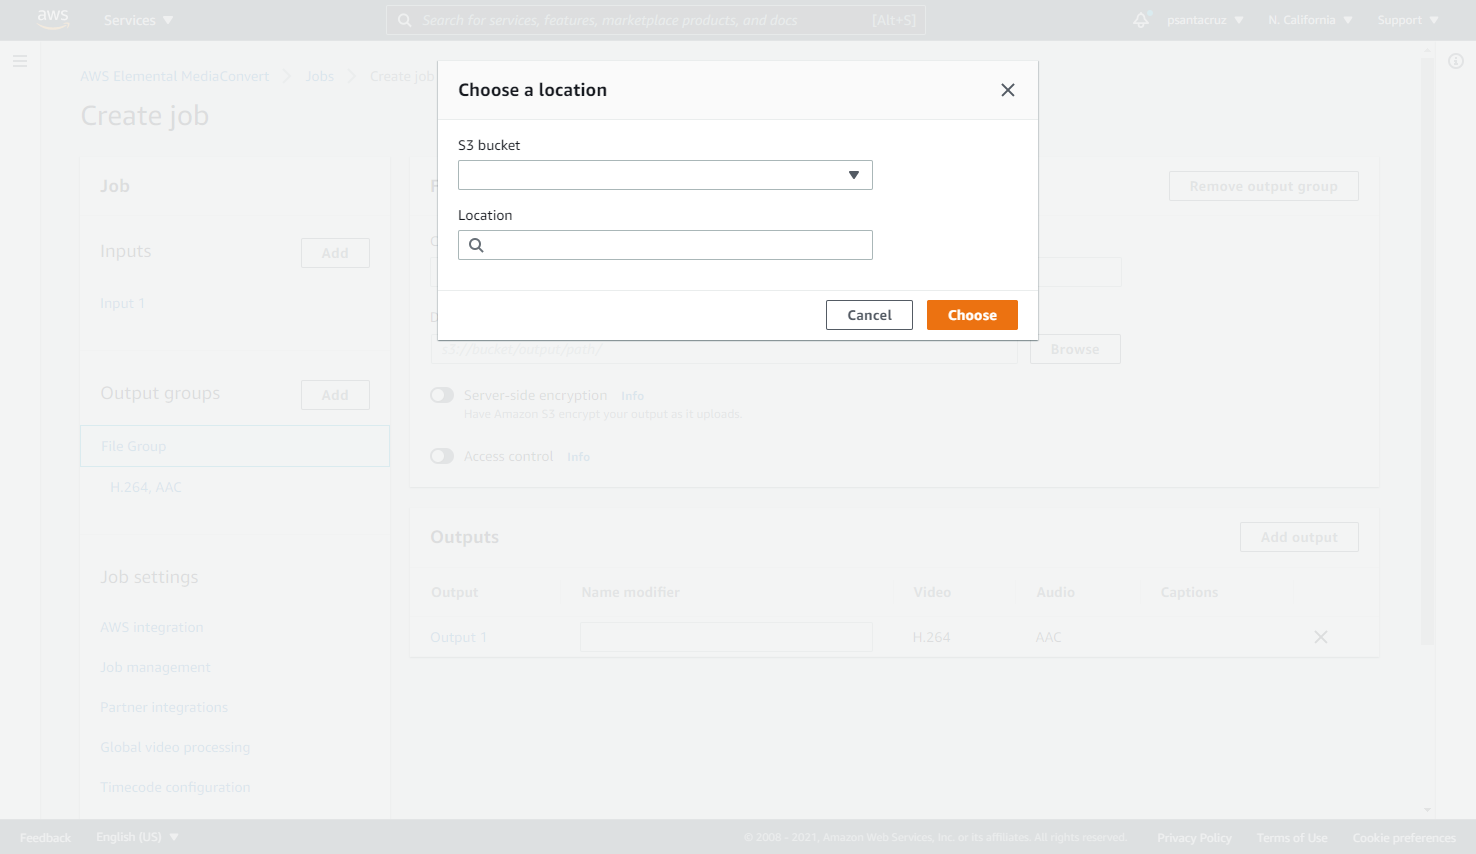 aws
Services
Search for services, features, marketplace products, and docs
[Alt+S]
psantacruz
N. California
Support
AWS Elemental MediaConvert
Jobs
Create job
Create job
Choose a location
S3 bucket
Location
Cancel
Choose
Job
Inputs
Add
Input 1
Output groups
Add
File Group
H.264, AAC
Job settings
AWS integration
Job management
Partner integrations
Global video processing
Timecode configuration
F
Remove output group
C
D
s3://bucket/output/path/
Browse
Server-side encryption
Info
Have Amazon S3 encrypt your output as it uploads.
Access control
Info
Outputs
Add output
Output
Name modifier
Video
Audio
Captions
Output 1
H.264
AAC
Feedback
English (US)
© 2008 - 2021, Amazon Web Services, Inc. or its affiliates. All rights reserved.
Privacy Policy
Terms of Use
Cookie preferences